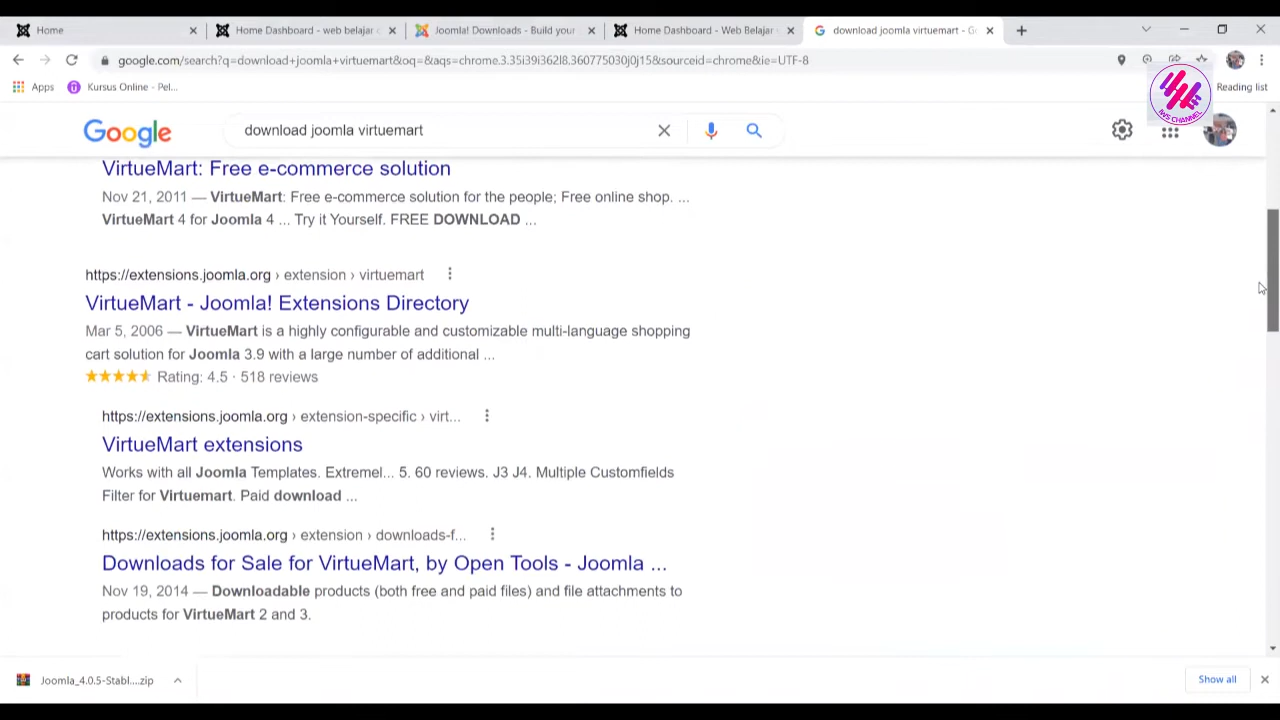 Home
Home Dashboard - web belajar
Joomla! Downloads - Build your
Home Dashboard - Web Belajar
download joomla virtuemart - Go
google.com/search?q=download+joomla+virtuemart&oq=&aqs=chrome.3.35i39i362l8.360775030j0j15&sourceid=chrome&ie=UTF-8
Apps
Kursus Online - Pel...
Reading list
IWS CHANNEL
Google
download joomla virtuemart
VirtueMart: Free e-commerce solution
Nov 21, 2011 — VirtueMart: Free e-commerce solution for the people; Free online shop. ...
VirtueMart 4 for Joomla 4 ... Try it Yourself. FREE DOWNLOAD ...
https://extensions.joomla.org › extension › virtuemart
VirtueMart - Joomla! Extensions Directory
Mar 5, 2006 — VirtueMart is a highly configurable and customizable multi-language shopping
cart solution for Joomla 3.9 with a large number of additional ...
Rating: 4.5 · 518 reviews
https://extensions.joomla.org › extension-specific › virt...
VirtueMart extensions
Works with all Joomla Templates. Extremel... 5. 60 reviews. J3 J4. Multiple Customfields
Filter for Virtuemart. Paid download ...
https://extensions.joomla.org › extension › downloads-f...
Downloads for Sale for VirtueMart, by Open Tools - Joomla ...
Nov 19, 2014 — Downloadable products (both free and paid files) and file attachments to
products for VirtueMart 2 and 3.
Joomla_4.0.5-Stabl....zip
Show all